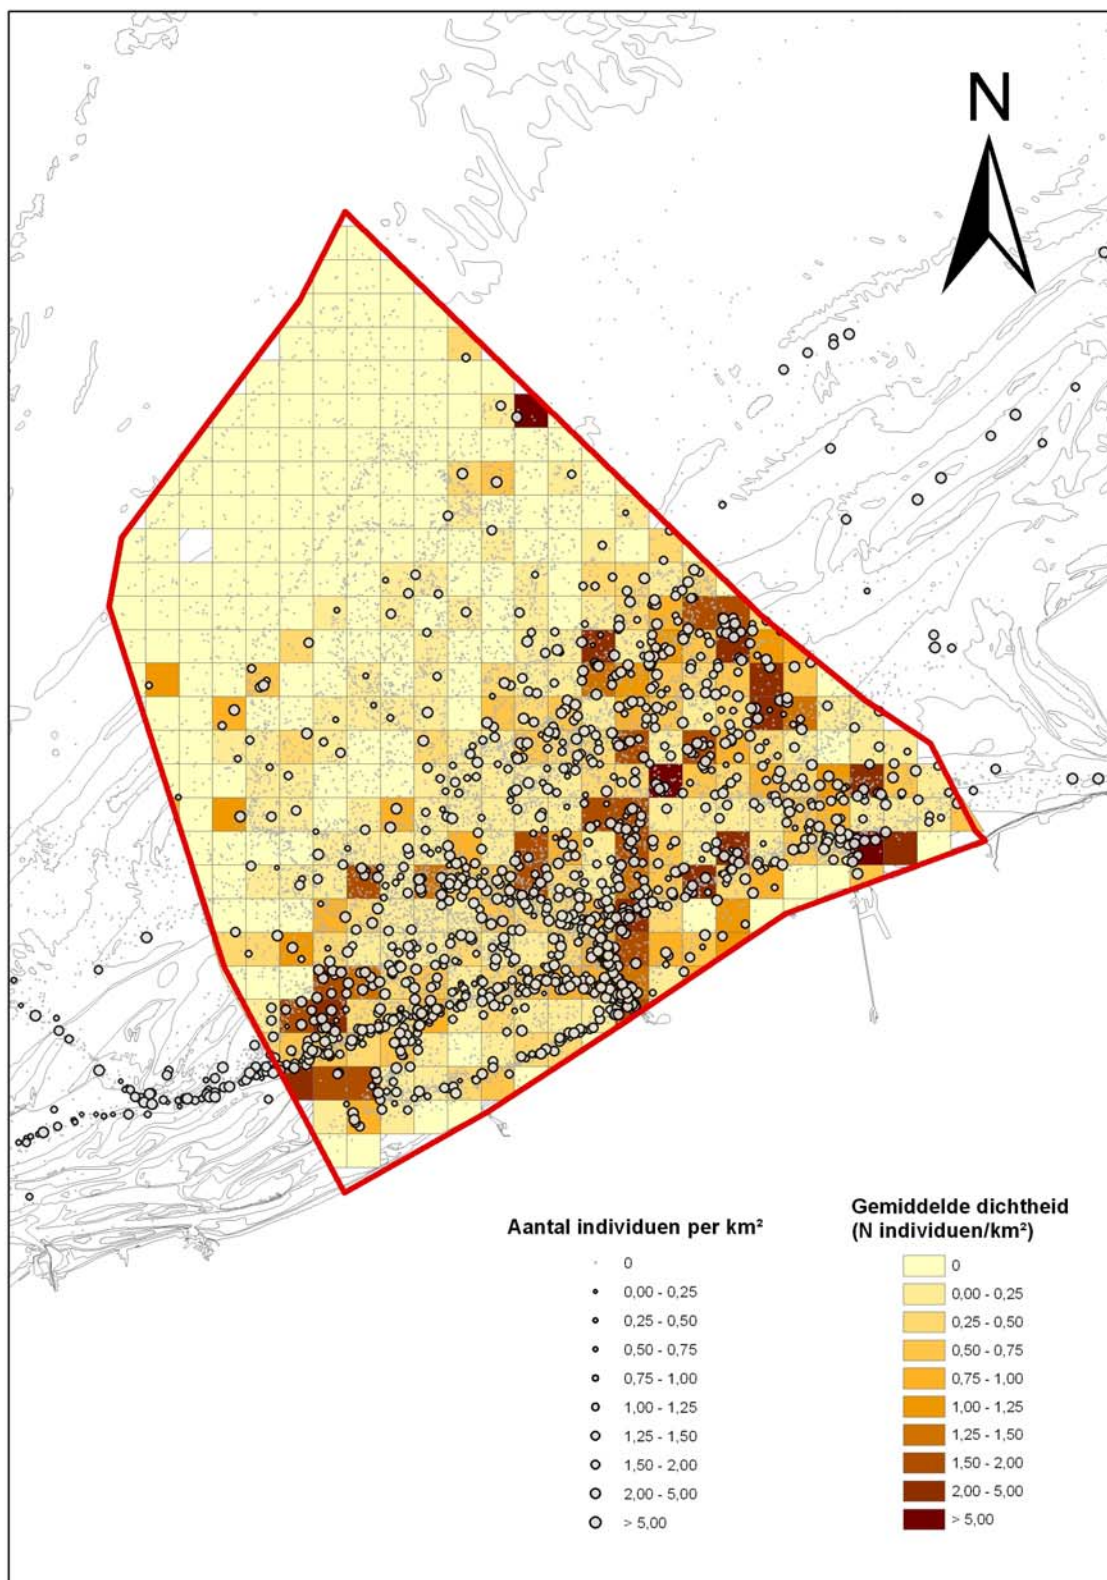 N
Aantal individuen per km²
0
0,00 - 0,25
0,25 - 0,50
0,50 - 0,75
0,75 - 1,00
1,00 - 1,25
1,25 - 1,50
1,50 - 2,00
2,00 - 5,00
> 5,00
Gemiddelde dichtheid
(N individuen/km²)
0
0,00 - 0,25
0,25 - 0,50
0,50 - 0,75
0,75 - 1,00
1,00 - 1,25
1,25 - 1,50
1,50 - 2,00
2,00 - 5,00
> 5,00